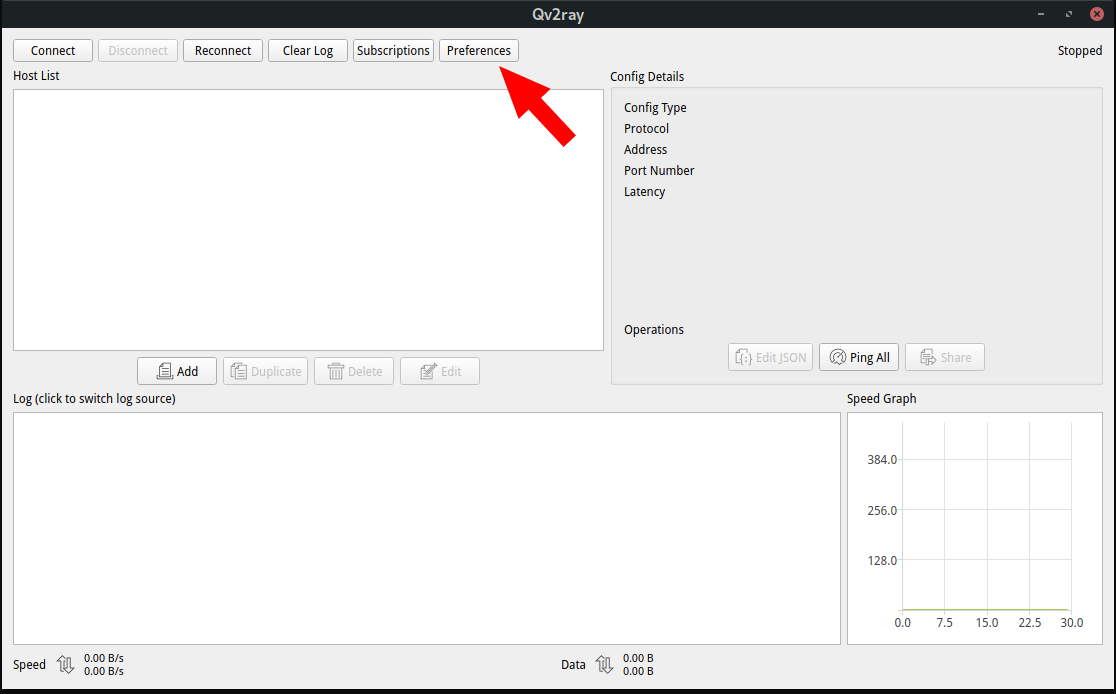 Qv2ray
Connect Disconnect Reconnect Clear Log Subscriptions Preferences Stopped
Host List
Config Details
Config Type
Protocol
Address
Port Number
Latency
Operations
Edit JSON Ping All Share
Add Duplicate Delete Edit
Log (click to switch log source)
Speed Graph
384.0
256.0
128.0
0.0 7.5 15.0 22.5 30.0
Speed
0.00 B/s
0.00 B/s
Data
0.00 B
0.00 B